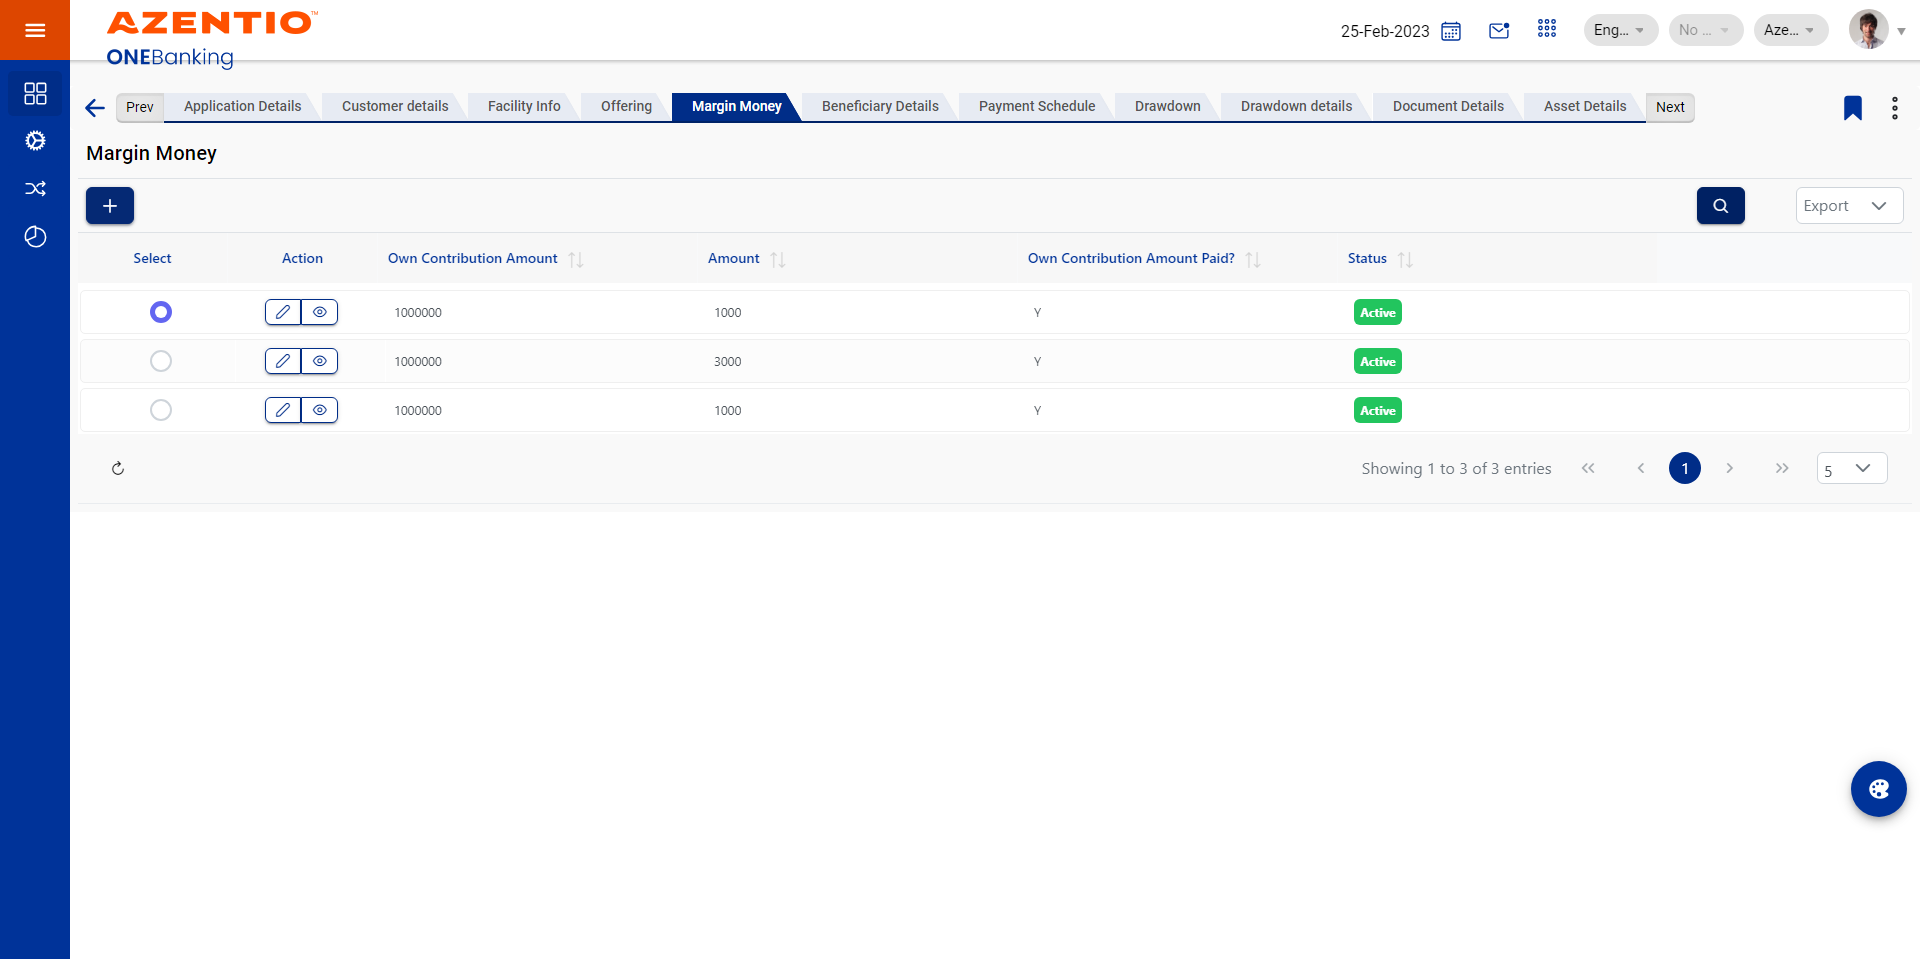 AZENTIO™
ONEBanking
25-Feb-2023
Eng...
No ...
Aze...
Prev
Application Details
Customer details
Facility Info
Offering
Margin Money
Beneficiary Details
Payment Schedule
Drawdown
Drawdown details
Document Details
Asset Details
Next
Margin Money
Export
Select Action Own Contribution Amount Amount Own Contribution Amount Paid? Status
1000000 1000 Y Active
1000000 3000 Y Active
1000000 1000 Y Active
Showing 1 to 3 of 3 entries 1 5